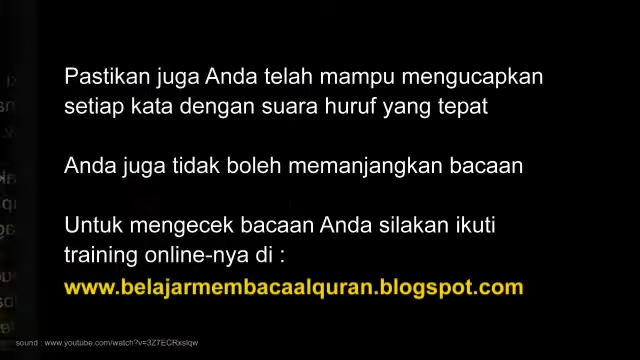 Pastikan juga Anda telah mampu mengucapkan
setiap kata dengan suara huruf yang tepat
Anda juga tidak boleh memanjangkan bacaan
Untuk mengecek bacaan Anda silakan ikuti
training online-nya di :
www.belajarmembacaalquran.blogspot.com
sound : www.youtube.com/watch?v=3Z7ECRxslqw